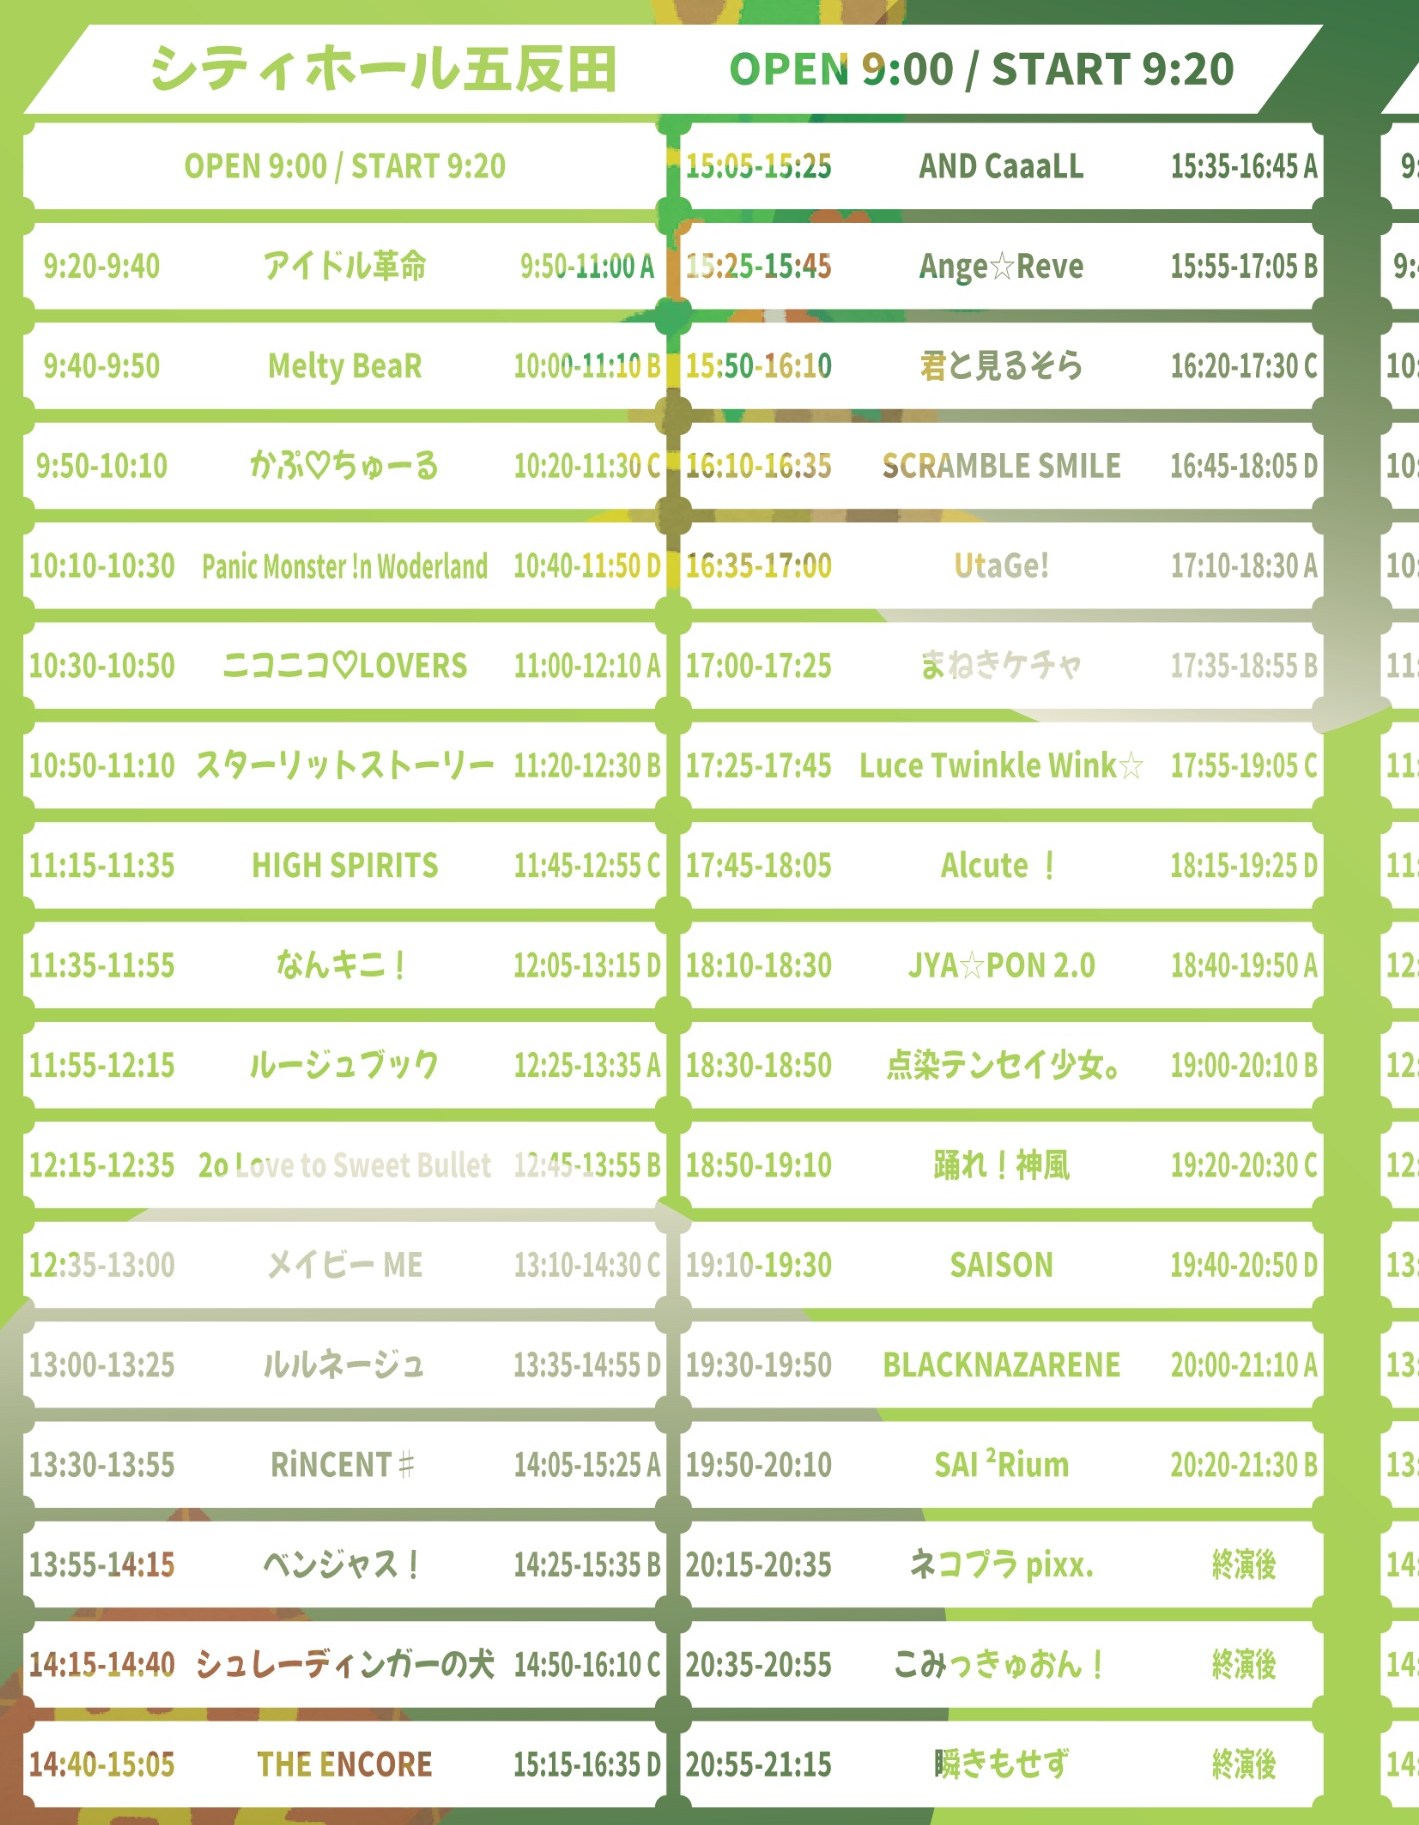 シティホール五反田 OPEN 9:00 / START 9:20
OPEN 9:00 / START 9:20
9:20-9:40 アイドル革命 9:50-11:00 A
9:40-9:50 Melty BeaR 10:00-11:10 B
9:50-10:10 かぷ♡ちゅーる 10:20-11:30 C
10:10-10:30 Panic Monster !n Woderland 10:40-11:50 D
10:30-10:50 ニコニコ♡LOVERS 11:00-12:10 A
10:50-11:10 スターリットストーリー 11:20-12:30 B
11:15-11:35 HIGH SPIRITS 11:45-12:55 C
11:35-11:55 なんキニ！ 12:05-13:15 D
11:55-12:15 ルージュブック 12:25-13:35 A
12:15-12:35 2o Love to Sweet Bullet 12:45-13:55 B
12:35-13:00 メイビー ME 13:10-14:30 C
13:00-13:25 ルルネージュ 13:35-14:55 D
13:30-13:55 RiNCENT♯ 14:05-15:25 A
13:55-14:15 ベンジャス！ 14:25-15:35 B
14:15-14:40 シュレーディンガーの犬 14:50-16:10 C
14:40-15:05 THE ENCORE 15:15-16:35 D
15:05-15:25 AND CaaaLL 15:35-16:45 A
15:25-15:45 Ange☆Reve 15:55-17:05 B
15:50-16:10 君と見るそら 16:20-17:30 C
16:10-16:35 SCRAMBLE SMILE 16:45-18:05 D
16:35-17:00 UtaGe! 17:10-18:30 A
17:00-17:25 まねきケチャ 17:35-18:55 B
17:25-17:45 Luce Twinkle Wink☆ 17:55-19:05 C
17:45-18:05 Alcute ！ 18:15-19:25 D
18:10-18:30 JYA☆PON 2.0 18:40-19:50 A
18:30-18:50 点染テンセイ少女。 19:00-20:10 B
18:50-19:10 踊れ！神風 19:20-20:30 C
19:10-19:30 SAISON 19:40-20:50 D
19:30-19:50 BLACKNAZARENE 20:00-21:10 A
19:50-20:10 SAI ²Rium 20:20-21:30 B
20:15-20:35 ネコプラ pixx. 終演後
20:35-20:55 こみっきゅおん！ 終演後
20:55-21:15 瞬きもせず 終演後